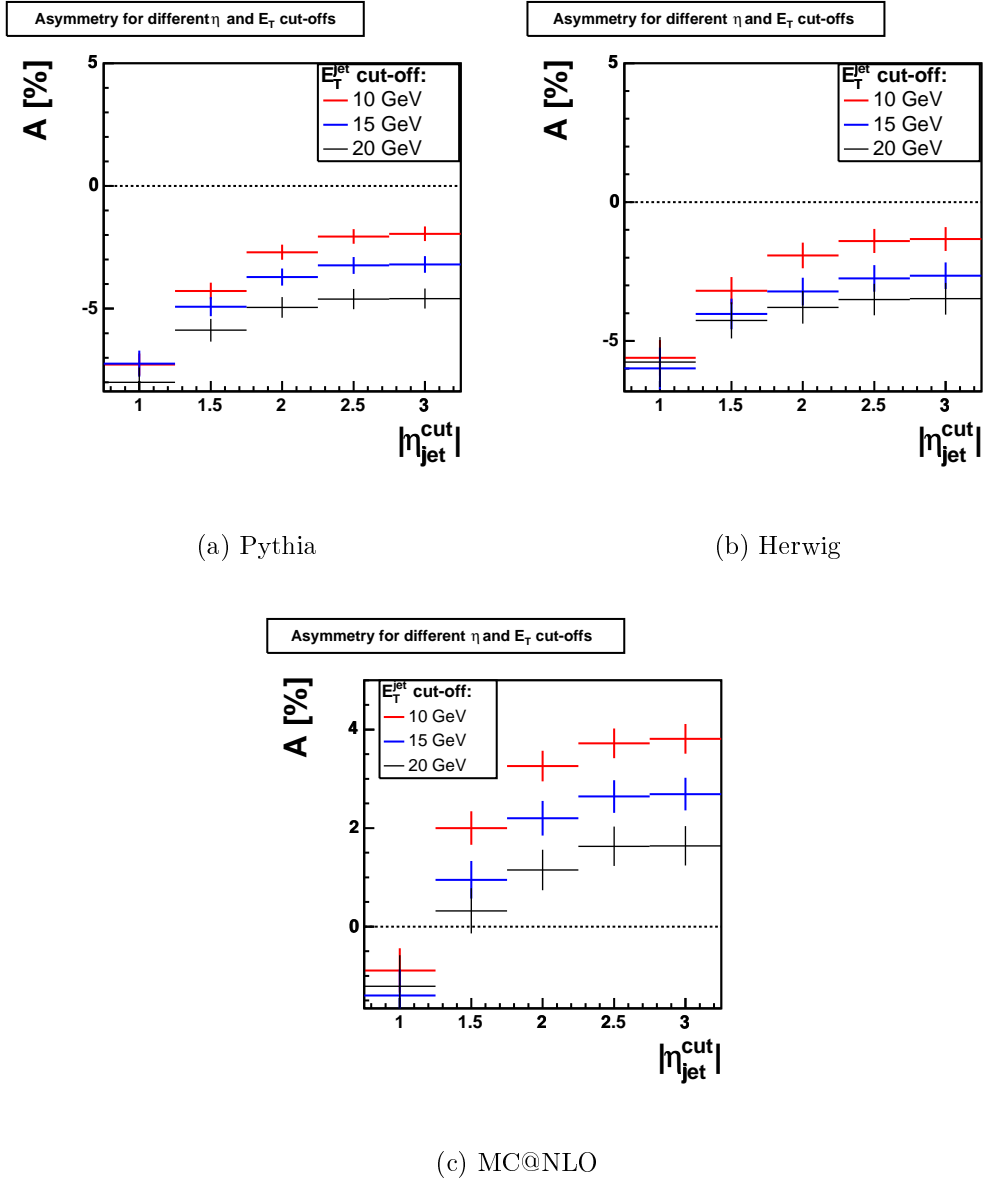 Asymmetry for different η and E_T cut-offs
A [%]
E_T^jet cut-off:
10 GeV
15 GeV
20 GeV
5
0
-5
1 1.5 2 2.5 3
|η_jet^cut|
(a) Pythia
Asymmetry for different η and E_T cut-offs
A [%]
E_T^jet cut-off:
10 GeV
15 GeV
20 GeV
5
0
-5
1 1.5 2 2.5 3
|η_jet^cut|
(b) Herwig
Asymmetry for different η and E_T cut-offs
A [%]
E_T^jet cut-off:
10 GeV
15 GeV
20 GeV
4
2
0
1 1.5 2 2.5 3
|η_jet^cut|
(c) MC@NLO